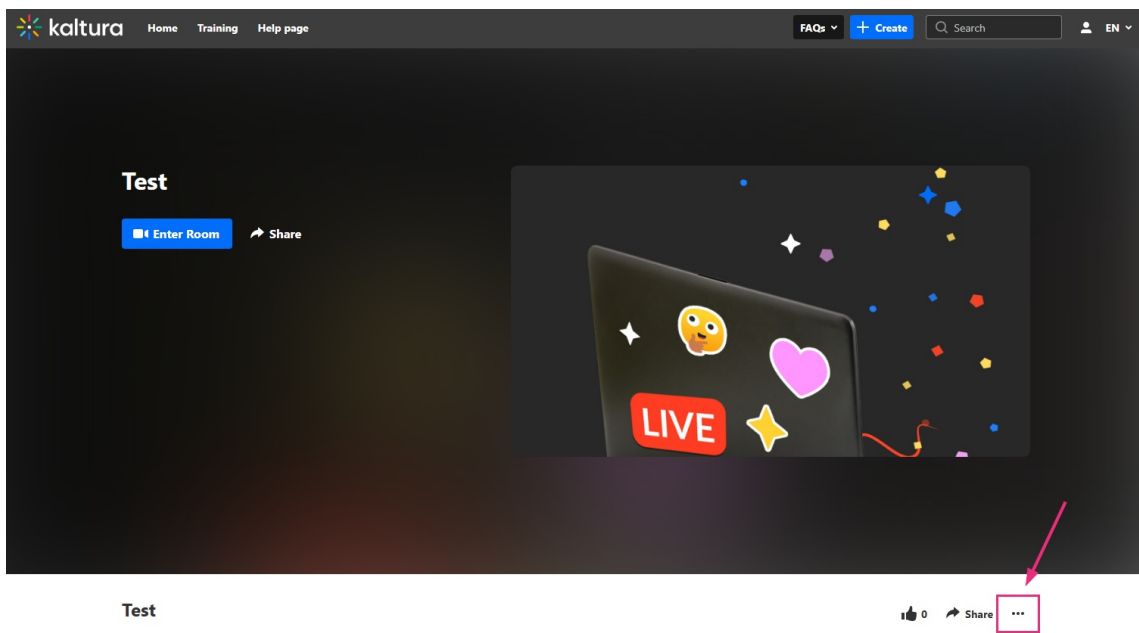 kaltura Home Training Help page FAQs + Create Search EN
Test
Enter Room Share
LIVE
Test 0 Share ...